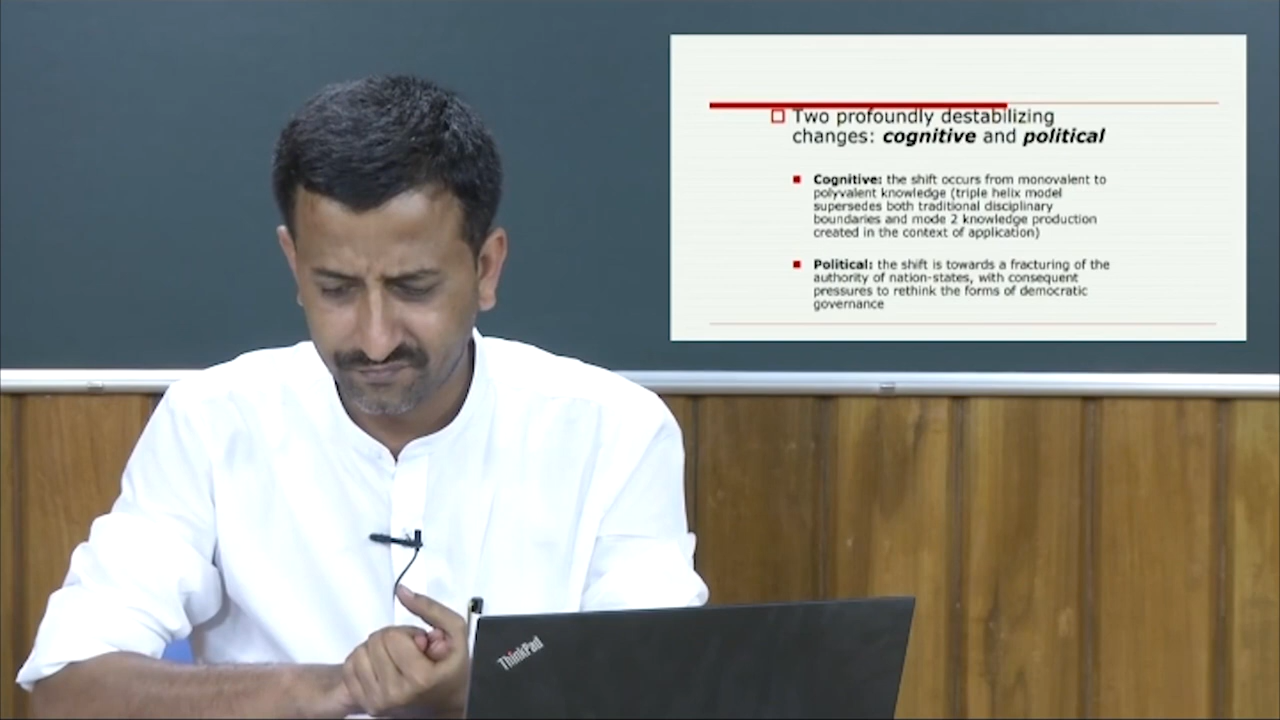 Two profoundly destabilizing
changes: cognitive and political
Cognitive: the shift occurs from monovalent to
polyvalent knowledge (triple helix model
supersedes both traditional disciplinary
boundaries and mode 2 knowledge production
created in the context of application)
Political: the shift is towards a fracturing of the
authority of nation-states, with consequent
pressures to rethink the forms of democratic
governance
ThinkPad